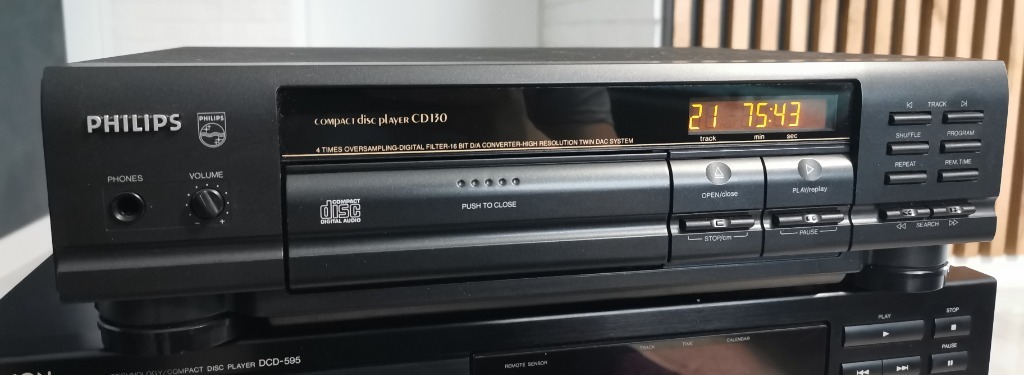 PHILIPS
PHILIPS
PHONES
VOLUME
COMPACT disc PLAYER CD130
4 TIMES OVERSAMPLING-DIGITAL FILTER-16 BIT D/A CONVERTER-HIGH RESOLUTION TWIN DAC SYSTEM
21 75:43
track min sec
COMPACT
disc
DIGITAL AUDIO
PUSH TO CLOSE
OPEN/close
PLAY/replay
STOP/cm
PAUSE
TRACK
SHUFFLE PROGRAM
REPEAT REM.TIME
SEARCH
TECHNOLOGY/COMPACT DISC PLAYER DCD-595
REMOTE SENSOR
TRACK TIME CALENDAR
PLAY
STOP
PAUSE